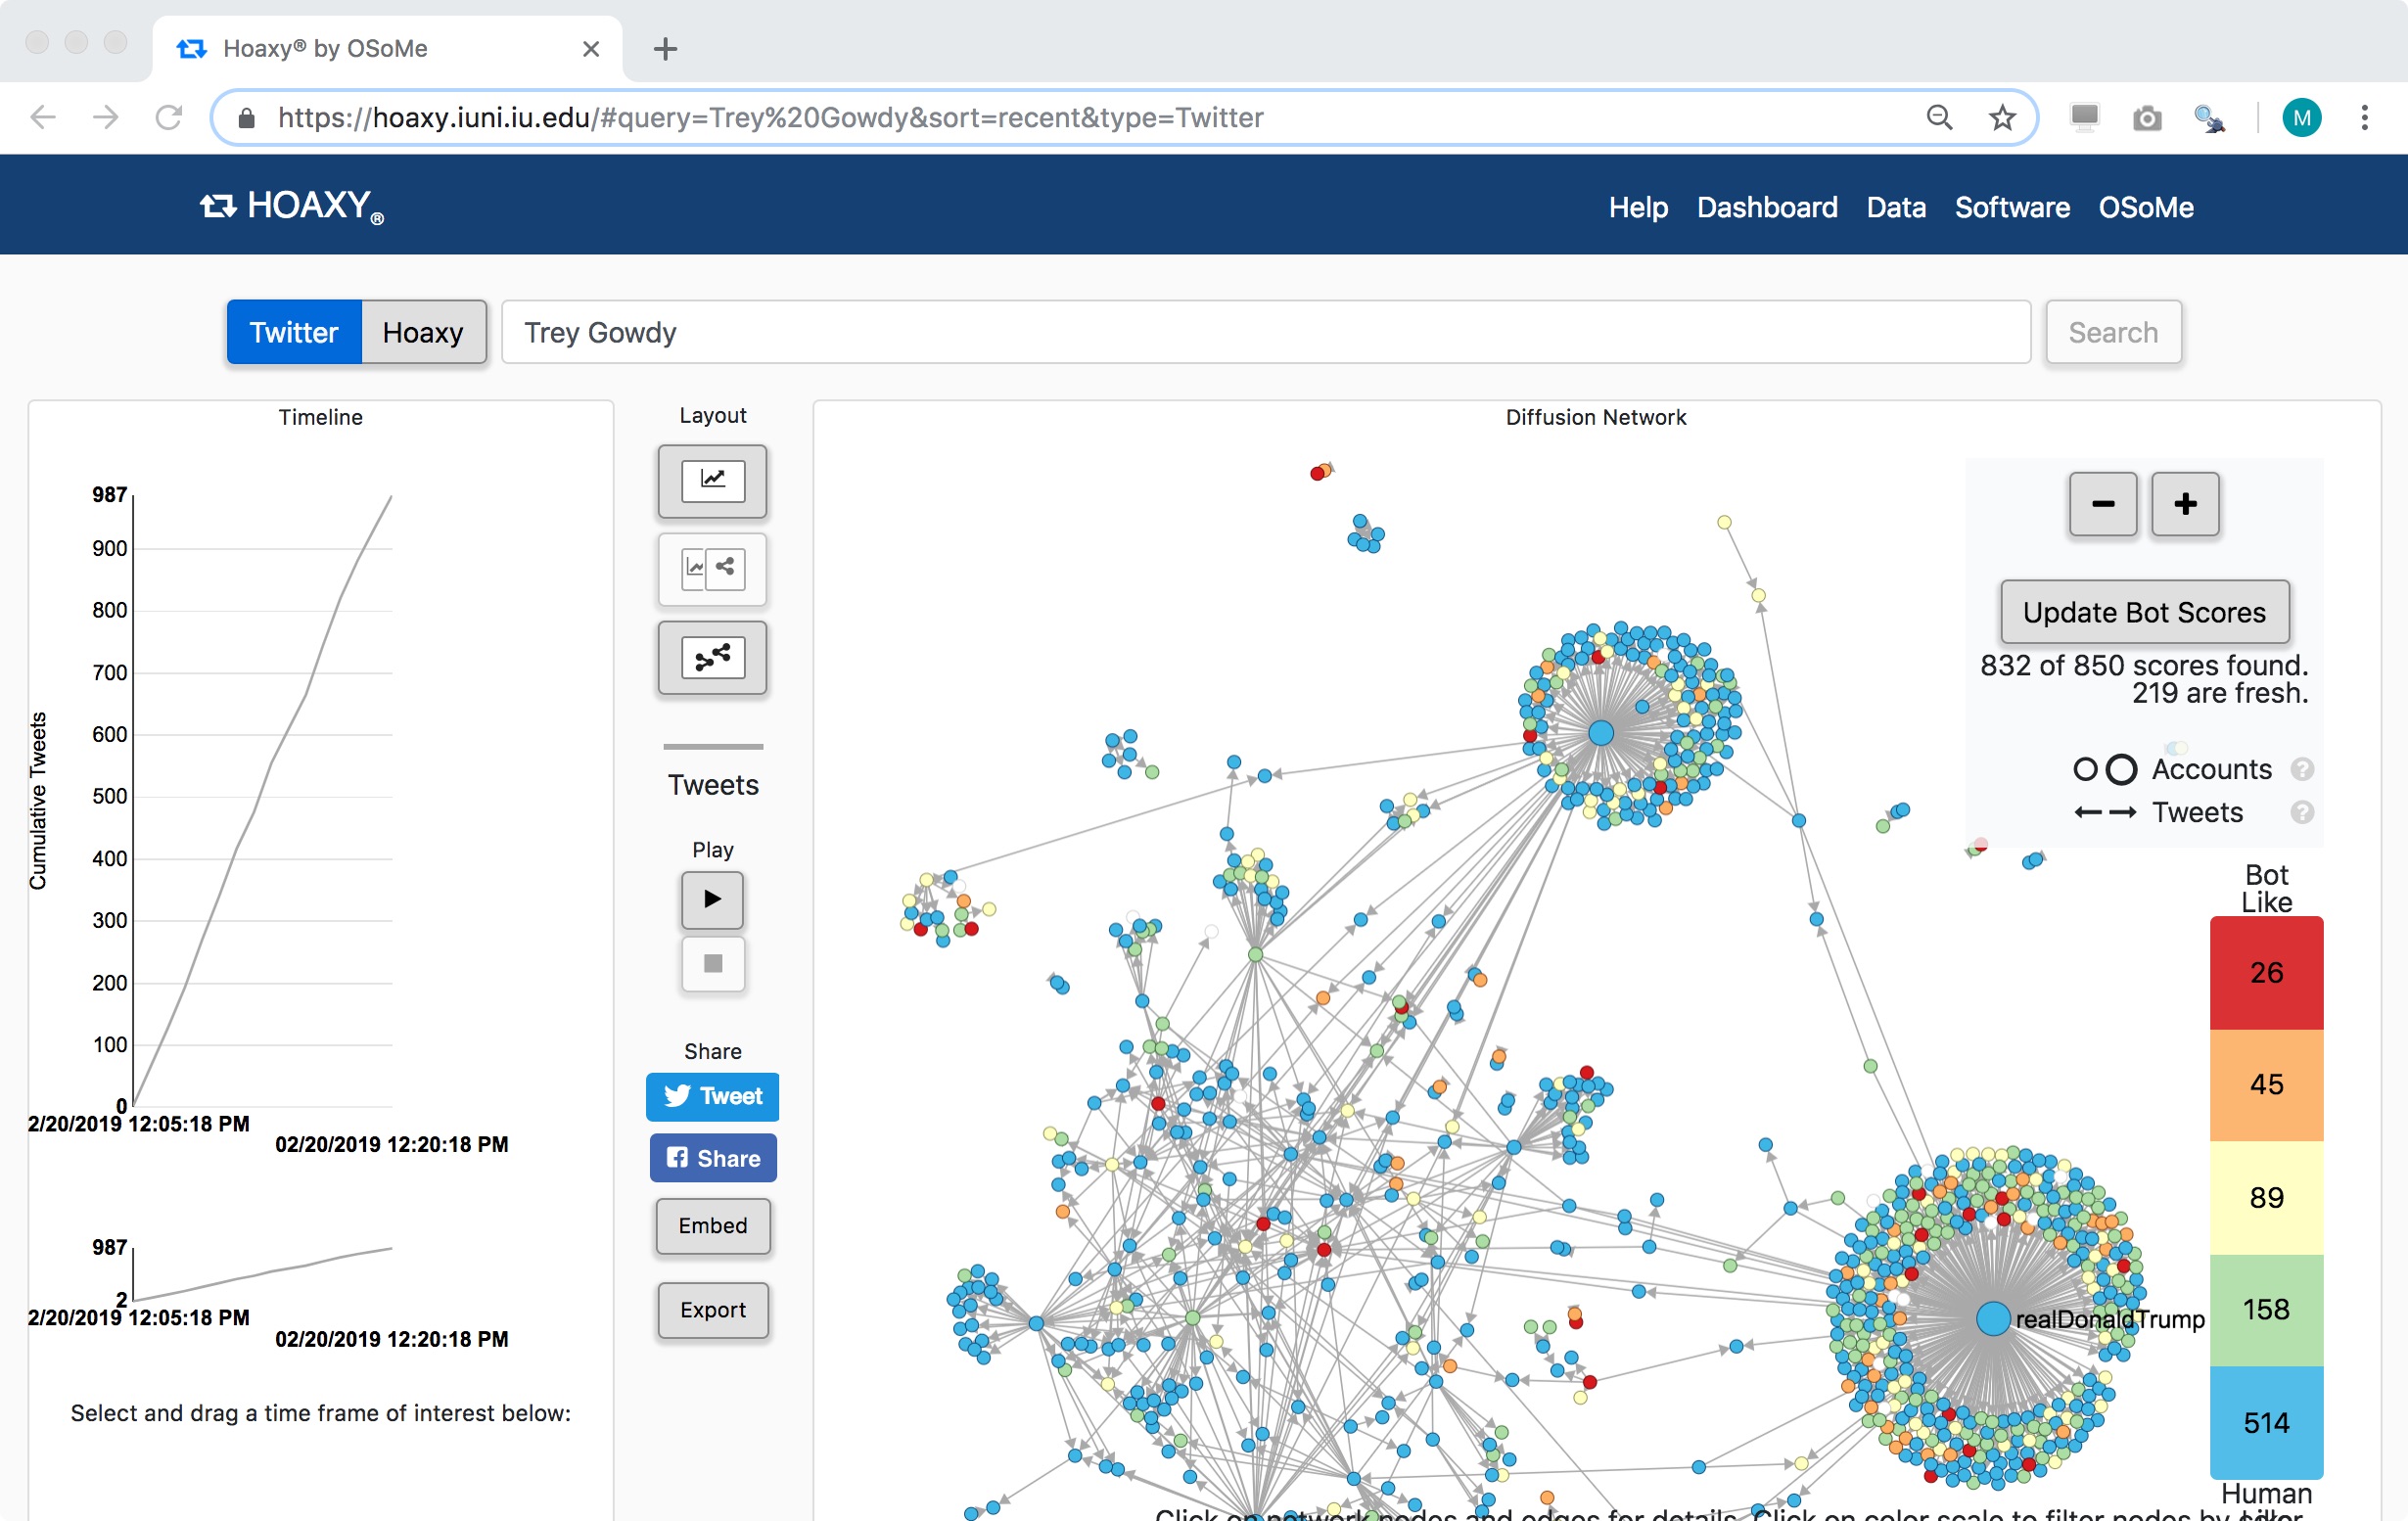 Hoaxy® by OSoMe
https://hoaxy.iuni.iu.edu/#query=Trey%20Gowdy&sort=recent&type=Twitter
M
HOAXY®
Help Dashboard Data Software OSoMe
Twitter Hoaxy Trey Gowdy Search
Timeline
987
900
800
700
600
500
400
300
200
100
0
Cumulative Tweets
2/20/2019 12:05:18 PM
02/20/2019 12:20:18 PM
987
2
2/20/2019 12:05:18 PM
02/20/2019 12:20:18 PM
Select and drag a time frame of interest below:
Layout
Tweets
Play
Share
Tweet
Share
Embed
Export
Diffusion Network
− +
Update Bot Scores
832 of 850 scores found.
219 are fresh.
Accounts ?
Tweets ?
Bot
Like
26
45
89
158
514
Human
realDonaldTrump
Click on network nodes and edges for details. Click on color scale to filter nodes by color.